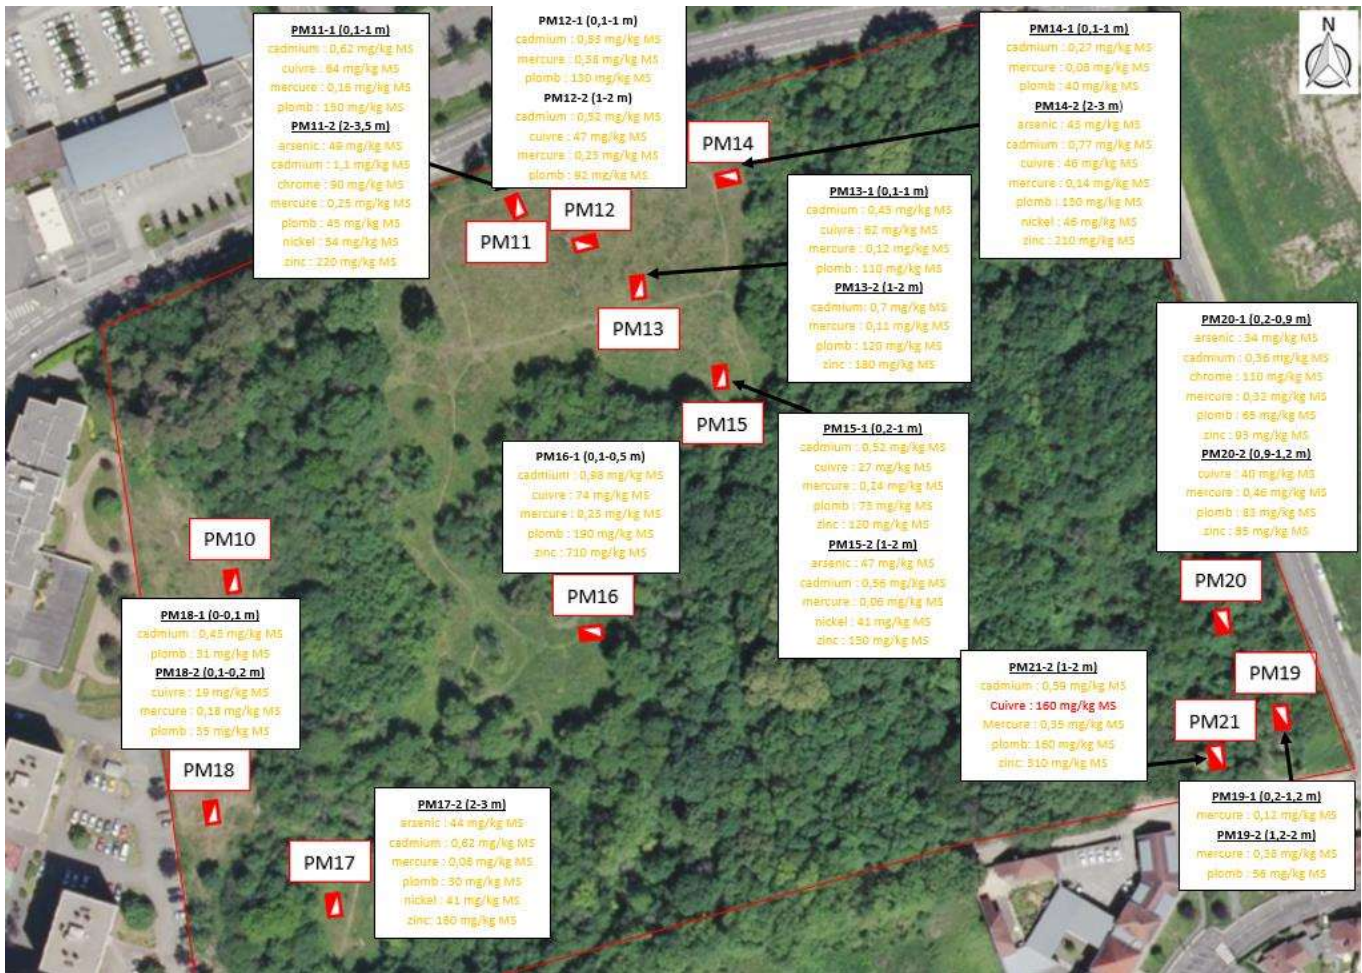 PM11-1 (0,1-1 m)
cadmium : 0,62 mg/kg MS
cuivre : 64 mg/kg MS
mercure : 0,16 mg/kg MS
plomb : 150 mg/kg MS
PM11-2 (2-3,5 m)
arsenic : 49 mg/kg MS
cadmium : 1,1 mg/kg MS
chrome : 90 mg/kg MS
mercure : 0,25 mg/kg MS
plomb : 45 mg/kg MS
nickel : 54 mg/kg MS
zinc : 220 mg/kg MS
PM12-1 (0,1-1 m)
cadmium : 0,53 mg/kg MS
mercure : 0,38 mg/kg MS
plomb : 130 mg/kg MS
PM12-2 (1-2 m)
cadmium : 0,52 mg/kg MS
cuivre : 47 mg/kg MS
mercure : 0,23 mg/kg MS
plomb : 92 mg/kg MS
PM14-1 (0,1-1 m)
cadmium : 0,27 mg/kg MS
mercure : 0,08 mg/kg MS
plomb : 40 mg/kg MS
PM14-2 (2-3 m)
arsenic : 43 mg/kg MS
cadmium : 0,77 mg/kg MS
cuivre : 46 mg/kg MS
mercure : 0,14 mg/kg MS
plomb : 130 mg/kg MS
nickel : 46 mg/kg MS
zinc : 210 mg/kg MS
N
PM14
PM12
PM11
PM13
PM13-1 (0,1-1 m)
cadmium : 0,45 mg/kg MS
cuivre : 62 mg/kg MS
mercure : 0,12 mg/kg MS
plomb : 110 mg/kg MS
PM13-2 (1-2 m)
cadmium: 0,7 mg/kg MS
mercure : 0,11 mg/kg MS
plomb : 120 mg/kg MS
zinc : 180 mg/kg MS
PM20-1 (0,2-0,9 m)
arsenic : 34 mg/kg MS
cadmium : 0,36 mg/kg MS
chrome : 110 mg/kg MS
mercure : 0,32 mg/kg MS
plomb : 65 mg/kg MS
zinc : 93 mg/kg MS
PM20-2 (0,9-1,2 m)
cuivre : 40 mg/kg MS
mercure : 0,46 mg/kg MS
plomb : 83 mg/kg MS
zinc : 95 mg/kg MS
PM15
PM15-1 (0,2-1 m)
cadmium : 0,52 mg/kg MS
cuivre : 27 mg/kg MS
mercure : 0,24 mg/kg MS
plomb : 73 mg/kg MS
zinc : 120 mg/kg MS
PM15-2 (1-2 m)
arsenic : 47 mg/kg MS
cadmium : 0,56 mg/kg MS
mercure : 0,06 mg/kg MS
nickel : 41 mg/kg MS
zinc : 150 mg/kg MS
PM16-1 (0,1-0,5 m)
cadmium : 0,98 mg/kg MS
cuivre : 74 mg/kg MS
mercure : 0,23 mg/kg MS
plomb : 190 mg/kg MS
zinc : 710 mg/kg MS
PM10
PM16
PM20
PM18-1 (0-0,1 m)
cadmium : 0,43 mg/kg MS
plomb : 31 mg/kg MS
PM18-2 (0,1-0,2 m)
cuivre : 19 mg/kg MS
mercure : 0,18 mg/kg MS
plomb : 35 mg/kg MS
PM21-2 (1-2 m)
cadmium : 0,59 mg/kg MS
Cuivre : 160 mg/kg MS
Mercure : 0,35 mg/kg MS
plomb: 160 mg/kg MS
zinc: 310 mg/kg MS
PM19
PM21
PM18
PM17
PM17-2 (2-3 m)
arsenic : 44 mg/kg MS
cadmium : 0,62 mg/kg MS
mercure : 0,08 mg/kg MS
plomb : 30 mg/kg MS
nickel : 41 mg/kg MS
zinc: 160 mg/kg MS
PM19-1 (0,2-1,2 m)
mercure : 0,12 mg/kg MS
PM19-2 (1,2-2 m)
mercure : 0,38 mg/kg MS
plomb : 56 mg/kg MS